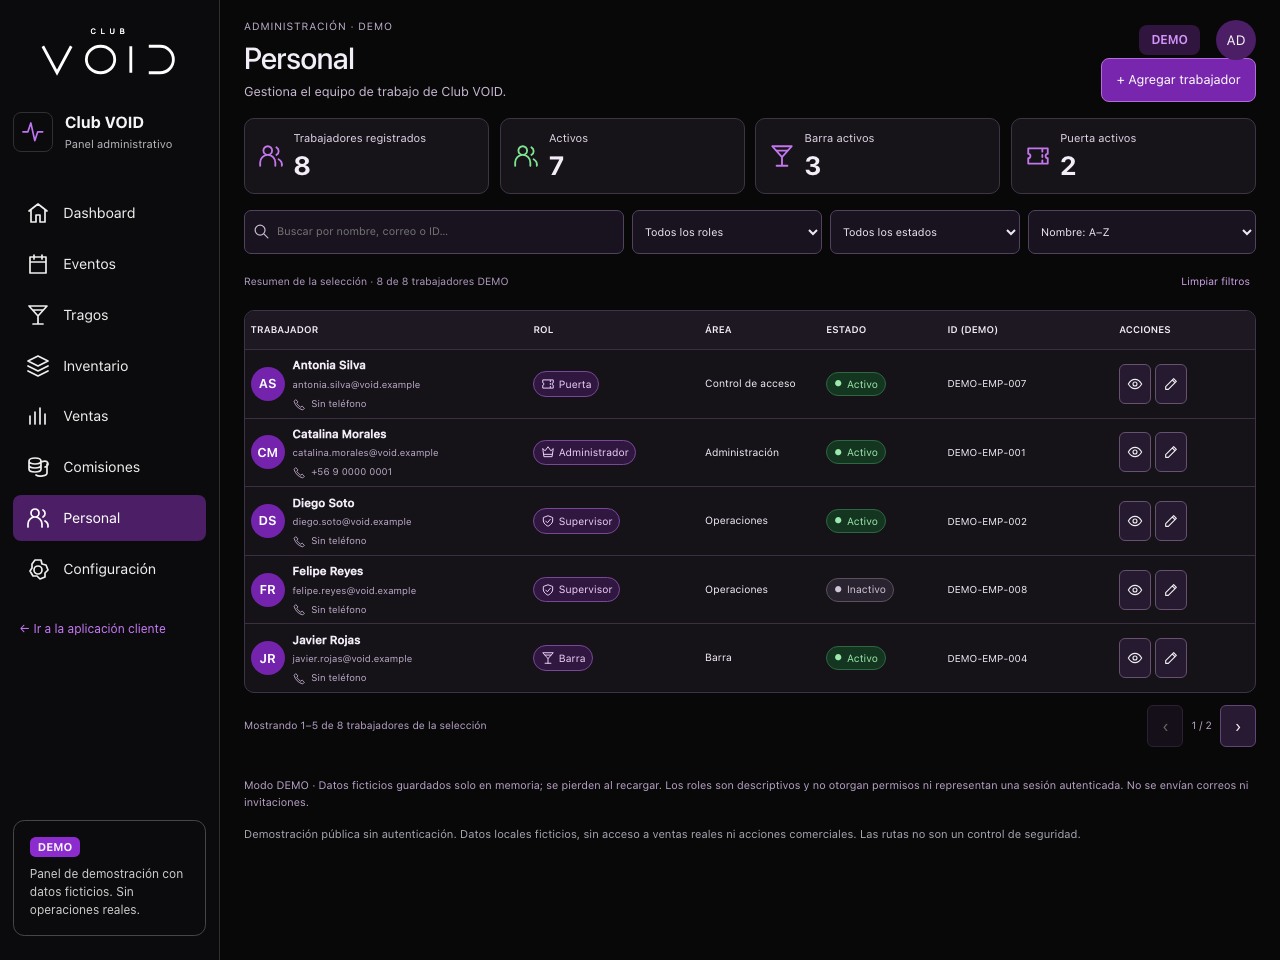 CLUB
VOID
Club VOID
Panel administrativo
Dashboard
Eventos
Tragos
Inventario
Ventas
Comisiones
Personal
Configuración
← Ir a la aplicación cliente
DEMO
Panel de demostración con
datos ficticios. Sin
operaciones reales.
ADMINISTRACIÓN · DEMO
Personal
Gestiona el equipo de trabajo de Club VOID.
DEMO
AD
+ Agregar trabajador
Trabajadores registrados
8
Activos
7
Barra activos
3
Puerta activos
2
Buscar por nombre, correo o ID...
Todos los roles
Todos los estados
Nombre: A–Z
Resumen de la selección · 8 de 8 trabajadores DEMO
Limpiar filtros
TRABAJADOR ROL ÁREA ESTADO ID (DEMO) ACCIONES
AS
Antonia Silva
antonia.silva@void.example
Sin teléfono
Puerta
Control de acceso
Activo
DEMO-EMP-007
CM
Catalina Morales
catalina.morales@void.example
+56 9 0000 0001
Administrador
Administración
Activo
DEMO-EMP-001
DS
Diego Soto
diego.soto@void.example
Sin teléfono
Supervisor
Operaciones
Activo
DEMO-EMP-002
FR
Felipe Reyes
felipe.reyes@void.example
Sin teléfono
Supervisor
Operaciones
Inactivo
DEMO-EMP-008
JR
Javier Rojas
javier.rojas@void.example
Sin teléfono
Barra
Barra
Activo
DEMO-EMP-004
Mostrando 1–5 de 8 trabajadores de la selección
‹ 1 / 2 ›
Modo DEMO · Datos ficticios guardados solo en memoria; se pierden al recargar. Los roles son descriptivos y no otorgan permisos ni representan una sesión autenticada. No se envían correos ni
invitaciones.
Demostración pública sin autenticación. Datos locales ficticios, sin acceso a ventas reales ni acciones comerciales. Las rutas no son un control de seguridad.